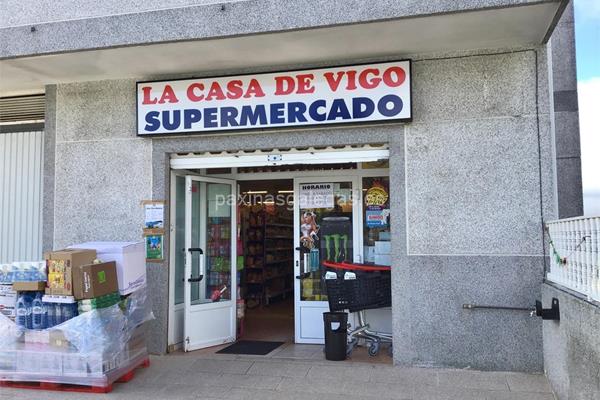 LA CASA DE VIGO
SUPERMERCADO
HORARIO
paxinasgalegas